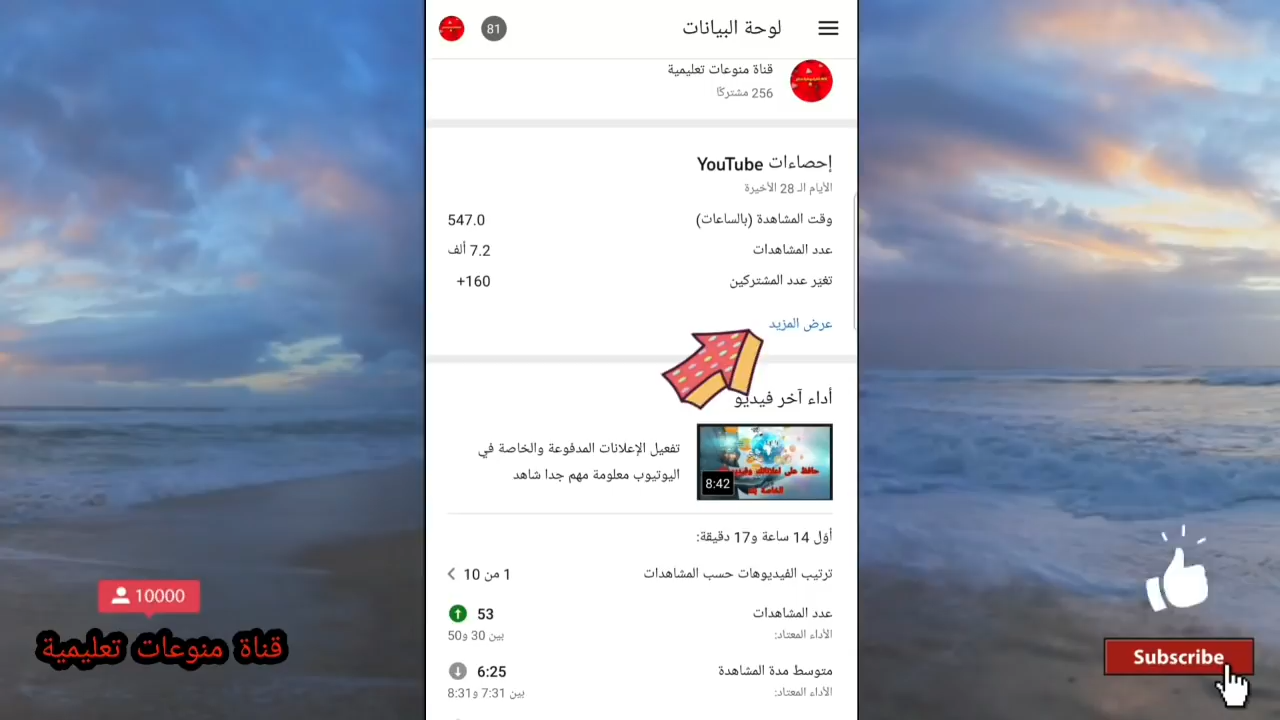 لوحة البيانات
81
قناة منوعات تعليمية
256 مشتركًا
إحصاءات YouTube
الأيام الـ 28 الأخيرة
وقت المشاهدة (بالساعات) 547.0
عدد المشاهدات 7.2 ألف
تغيّر عدد المشتركين +160
عرض المزيد
أداء آخر فيديو
تفعيل الإعلانات المدفوعة والخاصة في
اليوتيوب معلومة مهم جدا شاهد
8:42
أوّل 14 ساعة و17 دقيقة:
ترتيب الفيديوهات حسب المشاهدات 1 من 10
عدد المشاهدات 53
الأداء المعتاد: بين 30 و50
متوسط مدة المشاهدة 6:25
الأداء المعتاد: بين 7:31 و8:31
10000
قناة منوعات تعليمية
Subscribe